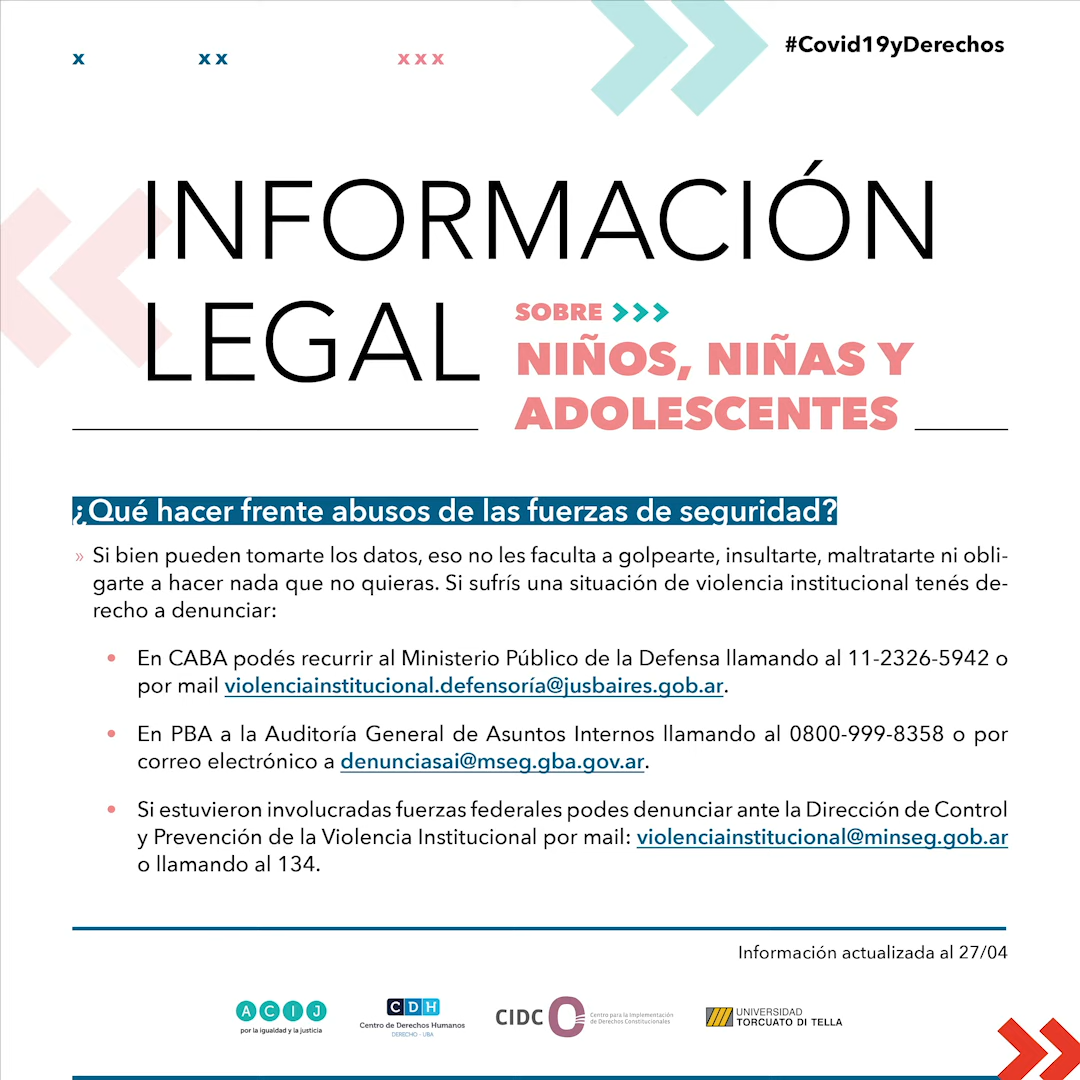 x xx xxx
#Covid19yDerechos
INFORMACIÓN
LEGAL
SOBRE >>>
NIÑOS, NIÑAS Y
ADOLESCENTES
¿Qué hacer frente abusos de las fuerzas de seguridad?
» Si bien pueden tomarte los datos, eso no les faculta a golpearte, insultarte, maltratarte ni obli-
garte a hacer nada que no quieras. Si sufrís una situación de violencia institucional tenés de-
recho a denunciar:
• En CABA podés recurrir al Ministerio Público de la Defensa llamando al 11-2326-5942 o
por mail violenciainstitucional.defensoría@jusbaires.gob.ar.
• En PBA a la Auditoría General de Asuntos Internos llamando al 0800-999-8358 o por
correo electrónico a denunciasai@mseg.gba.gov.ar.
• Si estuvieron involucradas fuerzas federales podes denunciar ante la Dirección de Control
y Prevención de la Violencia Institucional por mail: violenciainstitucional@minseg.gob.ar
o llamando al 134.
Información actualizada al 27/04
ACIJ
por la igualdad y la justicia
CDH
Centro de Derechos Humanos
DERECHO - UBA
CIDC
Centro para la Implementación
de Derechos Constitucionales
UNIVERSIDAD
TORCUATO DI TELLA